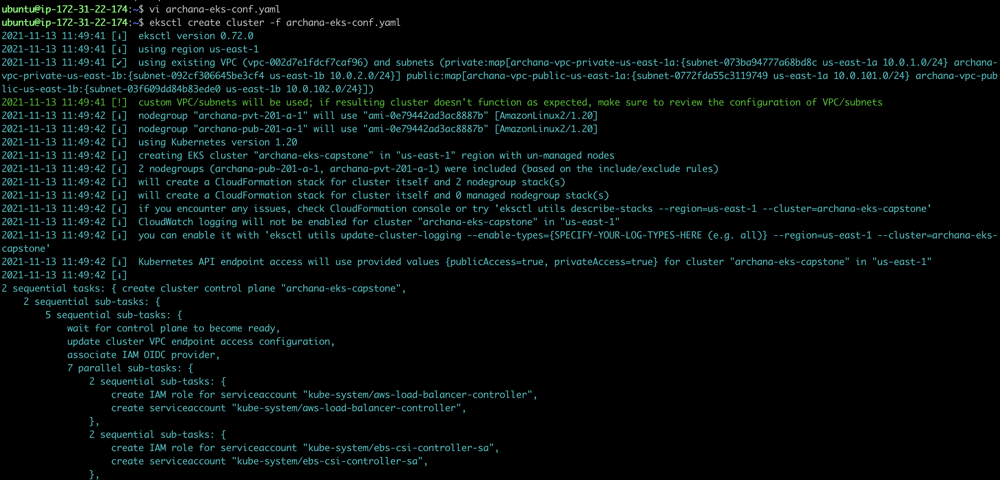 ubuntu@ip-172-31-22-174:~$ vi archana-eks-conf.yaml
ubuntu@ip-172-31-22-174:~$ eksctl create cluster -f archana-eks-conf.yaml
2021-11-13 11:49:41 [ℹ]  eksctl version 0.72.0
2021-11-13 11:49:41 [ℹ]  using region us-east-1
2021-11-13 11:49:41 [✔]  using existing VPC (vpc-002d7e1fdcf7caf96) and subnets (private:map[archana-vpc-private-us-east-1a:{subnet-073ba94777a68bd8c us-east-1a 10.0.1.0/24} archana-
vpc-private-us-east-1b:{subnet-092cf306645be3cf4 us-east-1b 10.0.2.0/24}] public:map[archana-vpc-public-us-east-1a:{subnet-0772fda55c3119749 us-east-1a 10.0.101.0/24} archana-vpc-pub
lic-us-east-1b:{subnet-03f609dd84b83ede0 us-east-1b 10.0.102.0/24}])
2021-11-13 11:49:41 [!]  custom VPC/subnets will be used; if resulting cluster doesn't function as expected, make sure to review the configuration of VPC/subnets
2021-11-13 11:49:42 [ℹ]  nodegroup "archana-pvt-201-a-1" will use "ami-0e79442ad3ac8887b" [AmazonLinux2/1.20]
2021-11-13 11:49:42 [ℹ]  nodegroup "archana-pub-201-a-1" will use "ami-0e79442ad3ac8887b" [AmazonLinux2/1.20]
2021-11-13 11:49:42 [ℹ]  using Kubernetes version 1.20
2021-11-13 11:49:42 [ℹ]  creating EKS cluster "archana-eks-capstone" in "us-east-1" region with un-managed nodes
2021-11-13 11:49:42 [ℹ]  2 nodegroups (archana-pub-201-a-1, archana-pvt-201-a-1) were included (based on the include/exclude rules)
2021-11-13 11:49:42 [ℹ]  will create a CloudFormation stack for cluster itself and 2 nodegroup stack(s)
2021-11-13 11:49:42 [ℹ]  will create a CloudFormation stack for cluster itself and 0 managed nodegroup stack(s)
2021-11-13 11:49:42 [ℹ]  if you encounter any issues, check CloudFormation console or try 'eksctl utils describe-stacks --region=us-east-1 --cluster=archana-eks-capstone'
2021-11-13 11:49:42 [ℹ]  CloudWatch logging will not be enabled for cluster "archana-eks-capstone" in "us-east-1"
2021-11-13 11:49:42 [ℹ]  you can enable it with 'eksctl utils update-cluster-logging --enable-types={SPECIFY-YOUR-LOG-TYPES-HERE (e.g. all)} --region=us-east-1 --cluster=archana-eks-
capstone'
2021-11-13 11:49:42 [ℹ]  Kubernetes API endpoint access will use provided values {publicAccess=true, privateAccess=true} for cluster "archana-eks-capstone" in "us-east-1"
2021-11-13 11:49:42 [ℹ]
2 sequential tasks: { create cluster control plane "archana-eks-capstone",
    2 sequential sub-tasks: {
        5 sequential sub-tasks: {
            wait for control plane to become ready,
            update cluster VPC endpoint access configuration,
            associate IAM OIDC provider,
            7 parallel sub-tasks: {
                2 sequential sub-tasks: {
                    create IAM role for serviceaccount "kube-system/aws-load-balancer-controller",
                    create serviceaccount "kube-system/aws-load-balancer-controller",
                },
                2 sequential sub-tasks: {
                    create IAM role for serviceaccount "kube-system/ebs-csi-controller-sa",
                    create serviceaccount "kube-system/ebs-csi-controller-sa",
                },